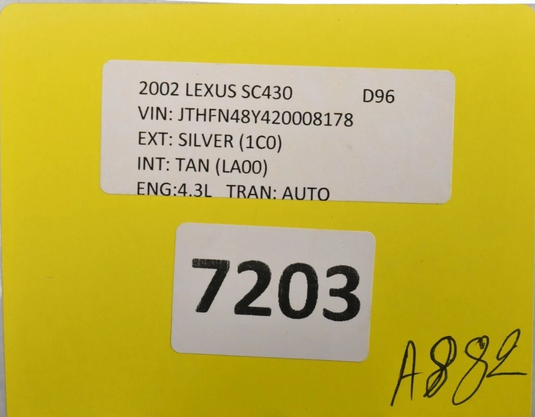 2002 LEXUS SC430 D96
VIN: JTHFN48Y420008178
EXT: SILVER (1C0)
INT: TAN (LA00)
ENG:4.3L TRAN: AUTO
7203
A882